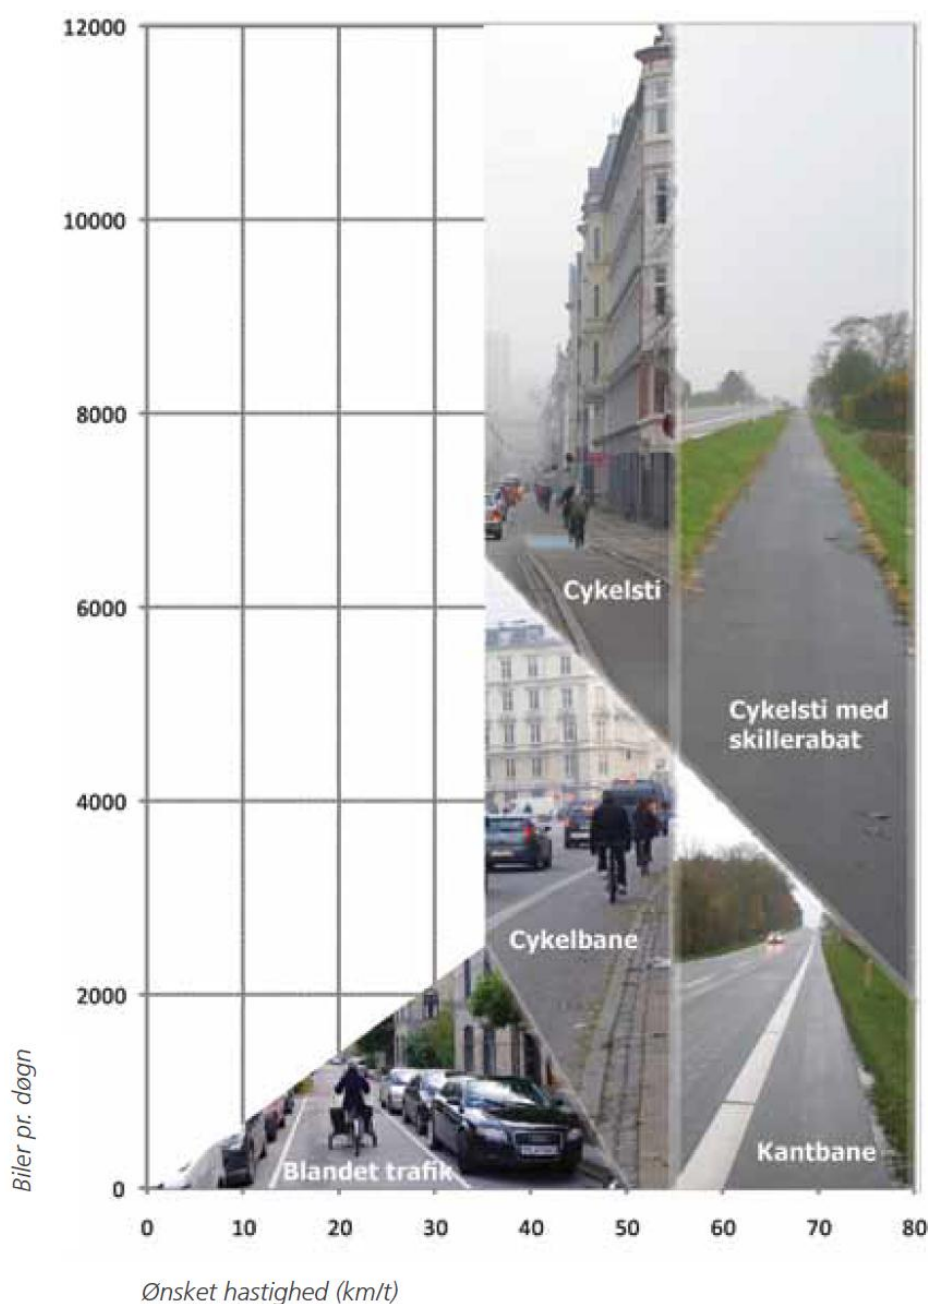 12000
10000
8000
6000
4000
2000
0
Biler pr. døgn
Cykelsti
Cykelsti med
skillerabat
Cykelbane
Kantbane
Blandet trafik
0 10 20 30 40 50 60 70 80
Ønsket hastighed (km/t)